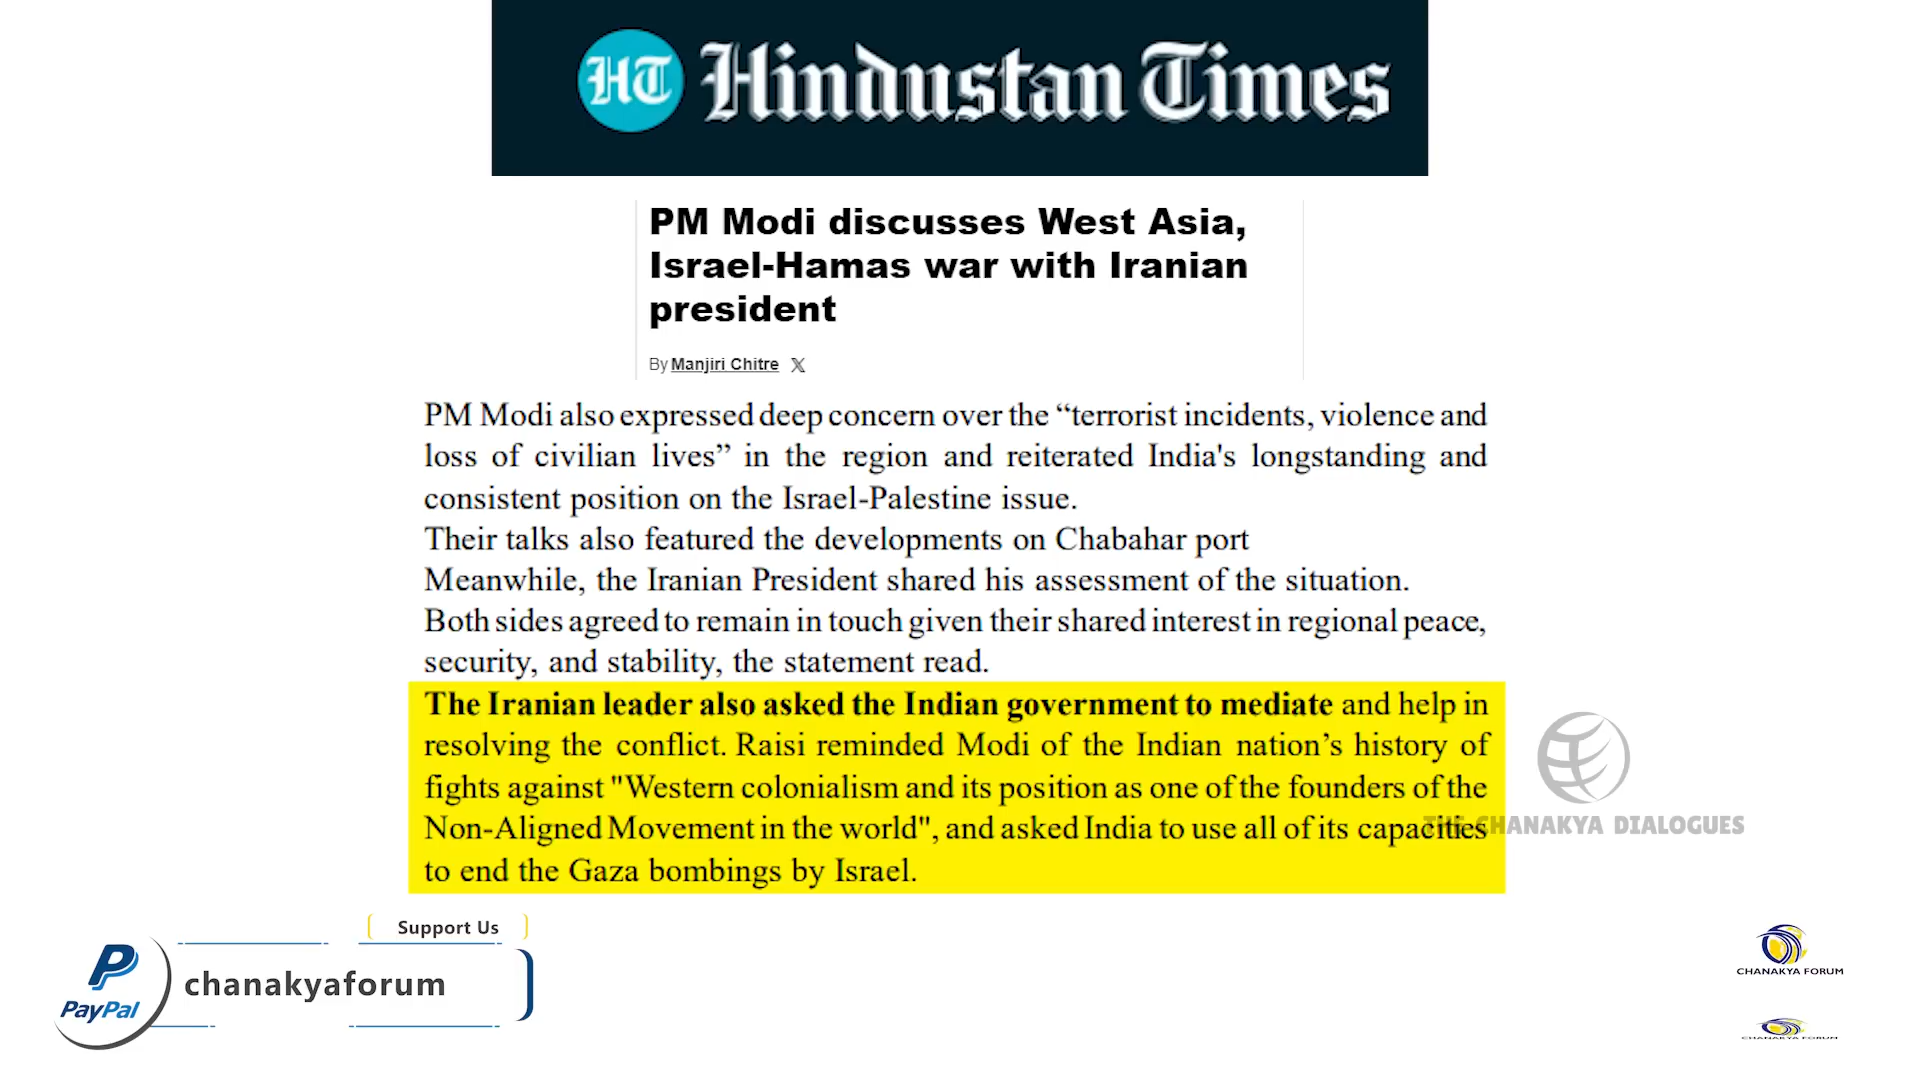 HT Hindustan Times
PM Modi discusses West Asia,
Israel-Hamas war with Iranian
president
By Manjiri Chitre X
PM Modi also expressed deep concern over the “terrorist incidents, violence and
loss of civilian lives” in the region and reiterated India's longstanding and
consistent position on the Israel-Palestine issue.
Their talks also featured the developments on Chabahar port
Meanwhile, the Iranian President shared his assessment of the situation.
Both sides agreed to remain in touch given their shared interest in regional peace,
security, and stability, the statement read.
The Iranian leader also asked the Indian government to mediate and help in
resolving the conflict. Raisi reminded Modi of the Indian nation’s history of
fights against "Western colonialism and its position as one of the founders of the
Non-Aligned Movement in the world", and asked India to use all of its capacities
to end the Gaza bombings by Israel.
THE CHANAKYA DIALOGUES
Support Us
chanakyaforum
PayPal
CHANAKYA FORUM
CHANAKYA FORUM